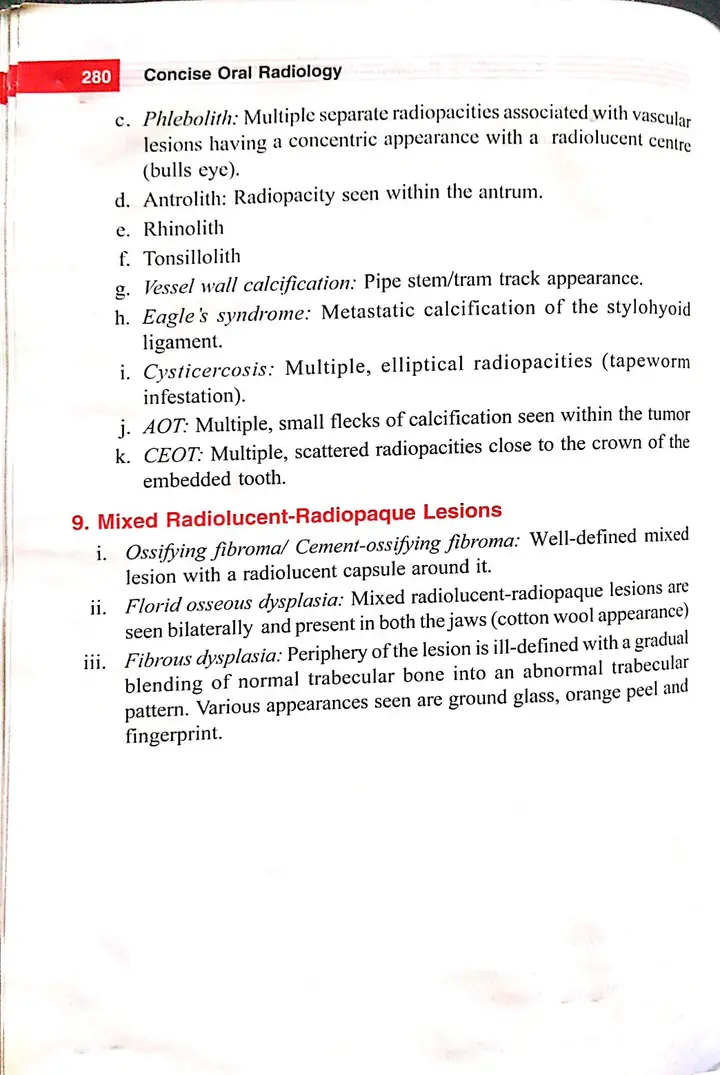 280 Concise Oral Radiology
c. Phlebolith: Multiple separate radiopacities associated with vascular
lesions having a concentric appearance with a radiolucent centre
(bulls eye).
d. Antrolith: Radiopacity seen within the antrum.
e. Rhinolith
f. Tonsillolith
g. Vessel wall calcification: Pipe stem/tram track appearance.
h. Eagle's syndrome: Metastatic calcification of the stylohyoid
ligament.
i. Cysticercosis: Multiple, elliptical radiopacities (tapeworm
infestation).
j. AOT: Multiple, small flecks of calcification seen within the tumor
k. CEOT: Multiple, scattered radiopacities close to the crown of the
embedded tooth.
9. Mixed Radiolucent-Radiopaque Lesions
i. Ossifying fibroma/ Cement-ossifying fibroma: Well-defined mixed
lesion with a radiolucent capsule around it.
ii. Florid osseous dysplasia: Mixed radiolucent-radiopaque lesions are
seen bilaterally and present in both the jaws (cotton wool appearance)
iii. Fibrous dysplasia: Periphery of the lesion is ill-defined with a gradual
blending of normal trabecular bone into an abnormal trabecular
pattern. Various appearances seen are ground glass, orange peel and
fingerprint.